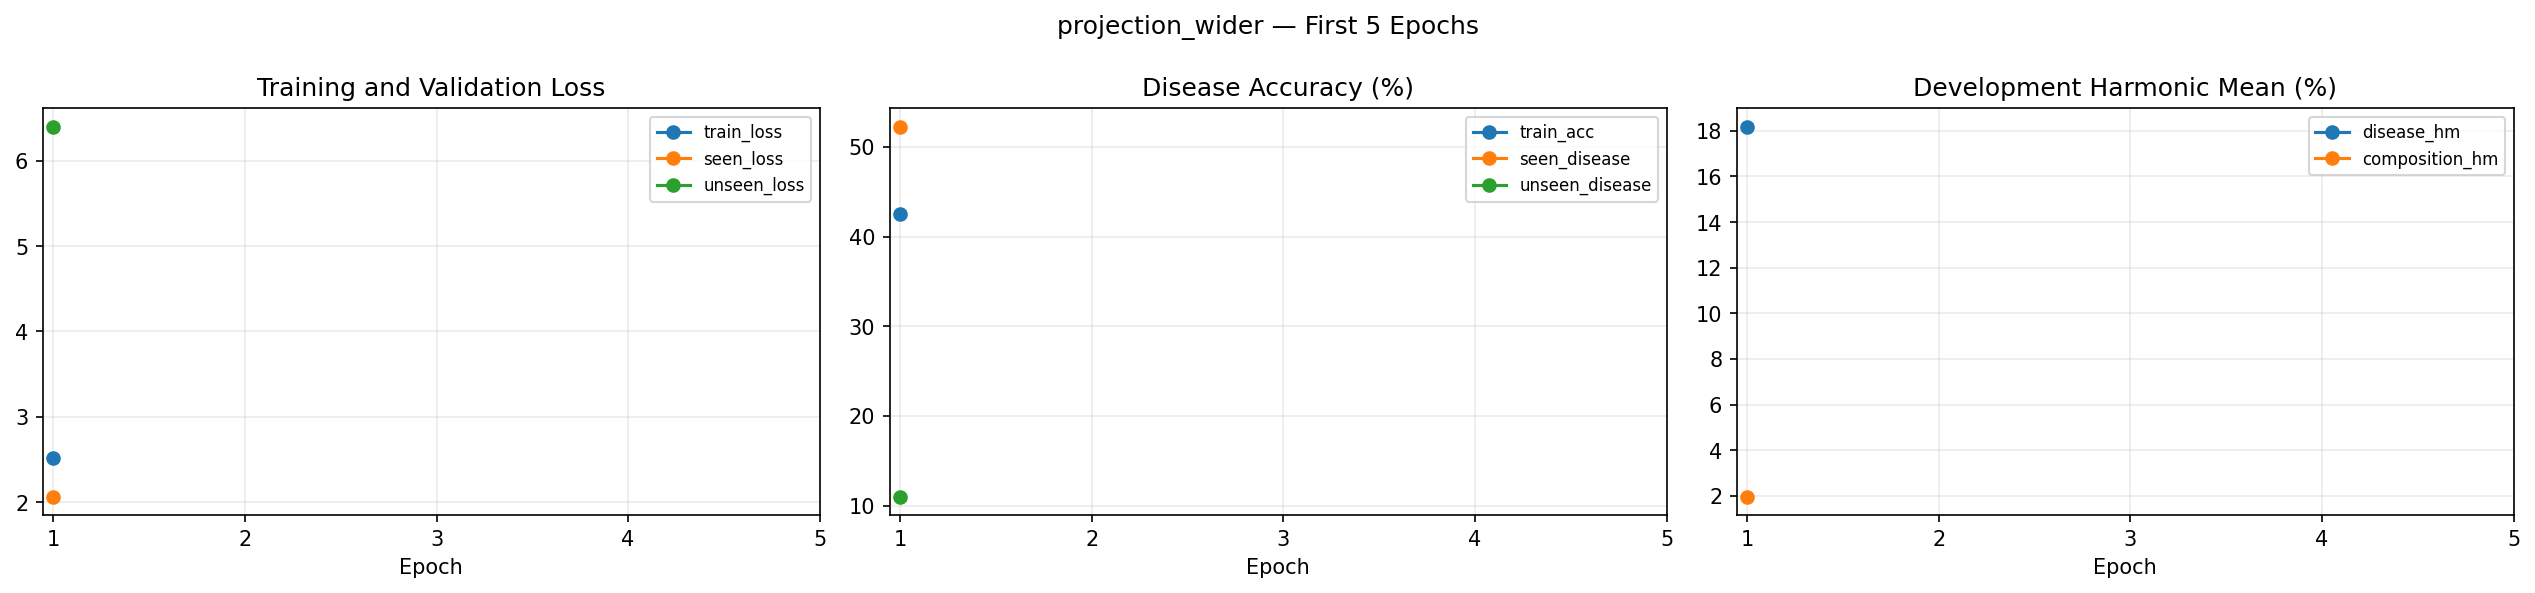 projection_wider — First 5 Epochs
Training and Validation Loss
train_loss
seen_loss
unseen_loss
6
5
4
3
2
1 2 3 4 5
Epoch
Disease Accuracy (%)
train_acc
seen_disease
unseen_disease
50
40
30
20
10
1 2 3 4 5
Epoch
Development Harmonic Mean (%)
disease_hm
composition_hm
18
16
14
12
10
8
6
4
2
1 2 3 4 5
Epoch